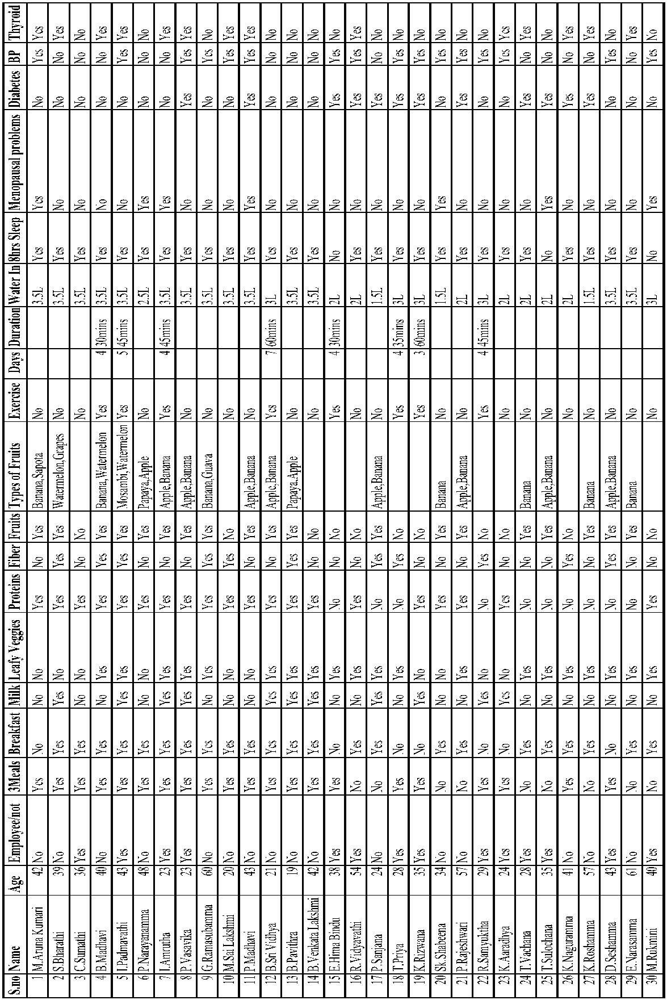 S.no Name Age Employee/not 3Meals Breakfast Milk Leafy Veggies Proteins Fiber Fruits Types of Fruits Exercise Days Duration Water In 8hrs Sleep Menopausal problems Diabetes BP Thyroid
1 M.Aruna Kumari 42 No Yes No No No Yes No Yes Banana,Sapota No 3.5L Yes Yes No Yes Yes
2 S.Bharathi 39 No Yes Yes Yes No Yes Yes Yes Watermelon,Grapes No 3.5L Yes No No No Yes
3 C.Sumathi 36 Yes Yes Yes No No Yes No No No 3.5L Yes No No No No
4 B.Madhavi 40 No Yes Yes No Yes Yes Yes Yes Banana,Watermelon Yes 4 30mins 3.5L Yes No No No Yes
5 I.Padmavathi 43 Yes Yes Yes Yes Yes Yes Yes Yes Mosambi,Watermelon Yes 5 45mins 3.5L Yes No No Yes Yes
6 P.Narayanamma 48 No Yes Yes No No Yes No Yes Papaya,Apple No 2.5L Yes Yes No No No
7 I.Amrutha 23 Yes Yes Yes Yes Yes Yes No Yes Apple,Banana Yes 4 45mins 3.5L Yes Yes No No Yes
8 P.Vasavika 23 Yes Yes Yes Yes Yes Yes No Yes Apple,Banana No 3.5L Yes No Yes Yes Yes
9 G.Ramasubamma 60 No Yes Yes No Yes Yes Yes Yes Banana,Guava No 3.5L Yes No No Yes No
10 M.Sai Lakshmi 20 No Yes Yes No No Yes Yes No No 3.5L Yes No No Yes Yes
11 P.Madhavi 43 No Yes Yes No No Yes No Yes Apple,Banana No 3.5L Yes Yes Yes Yes Yes
12 B.Sri Vidhya 21 No Yes Yes Yes Yes Yes No Yes Apple,Banana Yes 7 60mins 3L Yes No No No No
13 B.Pavithra 19 No Yes Yes Yes Yes Yes Yes Yes Papaya,Apple No 3.5L Yes No No No No
14 B.Venkata Lakshmi 42 No Yes Yes Yes Yes Yes No No No 3.5L Yes No No No No
15 E.Hima Bindu 38 Yes Yes No No Yes No No No Yes 4 30mins 2L No No Yes Yes No
16 R.Vidyavathi 54 Yes No Yes No Yes Yes No No No 2L Yes No Yes Yes Yes
17 P.Sanjana 24 No No Yes Yes Yes No Yes Yes Apple,Banana No 1.5L Yes No Yes No No
18 T.Priya 28 Yes Yes No No Yes No Yes No Yes 4 35mins 3L Yes No Yes Yes No
19 K.Rizwana 35 Yes Yes No Yes No Yes No No Yes 3 60mins 3L Yes No Yes Yes No
20 Sk.Shabeena 34 No No Yes No No Yes No Yes Banana No 1.5L Yes Yes No Yes No
21 P.Rajeshwari 57 No No Yes No Yes Yes No Yes Apple,Banana No 2L Yes No Yes Yes No
22 R.Samyuktha 29 Yes Yes No Yes No No Yes No Yes 4 45mins 3L Yes No No Yes No
23 K.Aaradhya 24 Yes Yes No Yes No Yes No No No 2L Yes No No Yes Yes
24 T.Vachana 28 Yes No Yes No Yes No No Yes Banana No 2L Yes No Yes No Yes
25 T.Sulochana 35 Yes No Yes No Yes No No Yes Apple,Banana No 2L No Yes Yes No No
26 K.Naguramma 41 No Yes Yes No Yes No Yes No No 2L Yes No Yes No Yes
27 K.Roshamma 57 No No Yes No Yes No No Yes Banana No 1.5L Yes No Yes No Yes
28 D.Seshamma 43 Yes Yes No No Yes No Yes Yes Apple,Banana No 3.5L Yes No No Yes No
29 E.Narasamma 61 No No Yes No Yes No No Yes Banana No 3.5L Yes No No No Yes
30 M.Rukmini 40 Yes No Yes No Yes Yes No No No 3L No Yes No Yes No